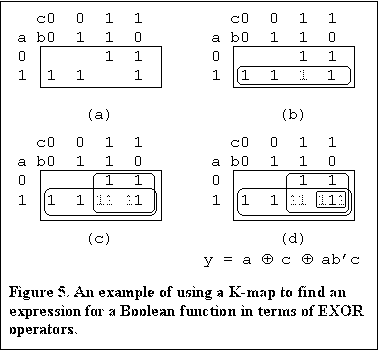 c0 0 1 1
a b0 1 1 0
0 1 1
1 1 1 1
(a)
c0 0 1 1
a b0 1 1 0
0 1 1
1 1 1 1 1
(b)
c0 0 1 1
a b0 1 1 0
0 1 1
1 1 1 11 11
(c)
c0 0 1 1
a b0 1 1 0
0 1 1
1 1 1 11 111
(d)
y = a ⊕ c ⊕ ab'c
Figure 5. An example of using a K-map to find an
expression for a Boolean function in terms of EXOR
operators.